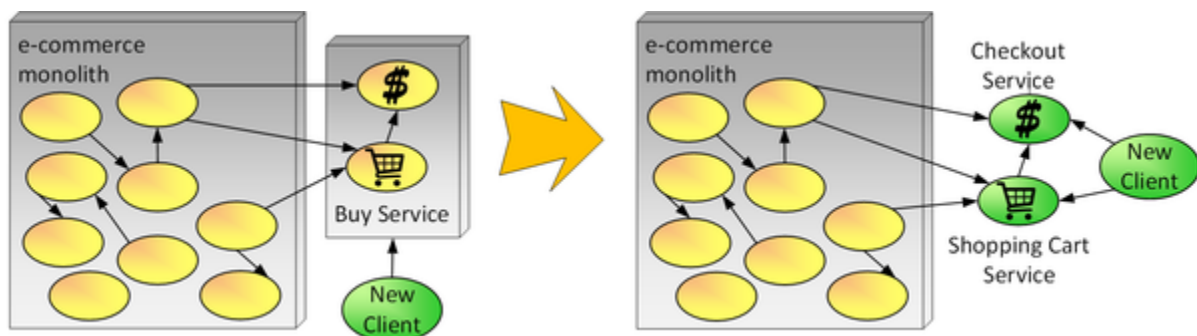 e-commerce
monolith
$
Buy Service
New
Client
e-commerce
monolith
Checkout
Service
$
New
Client
Shopping Cart
Service